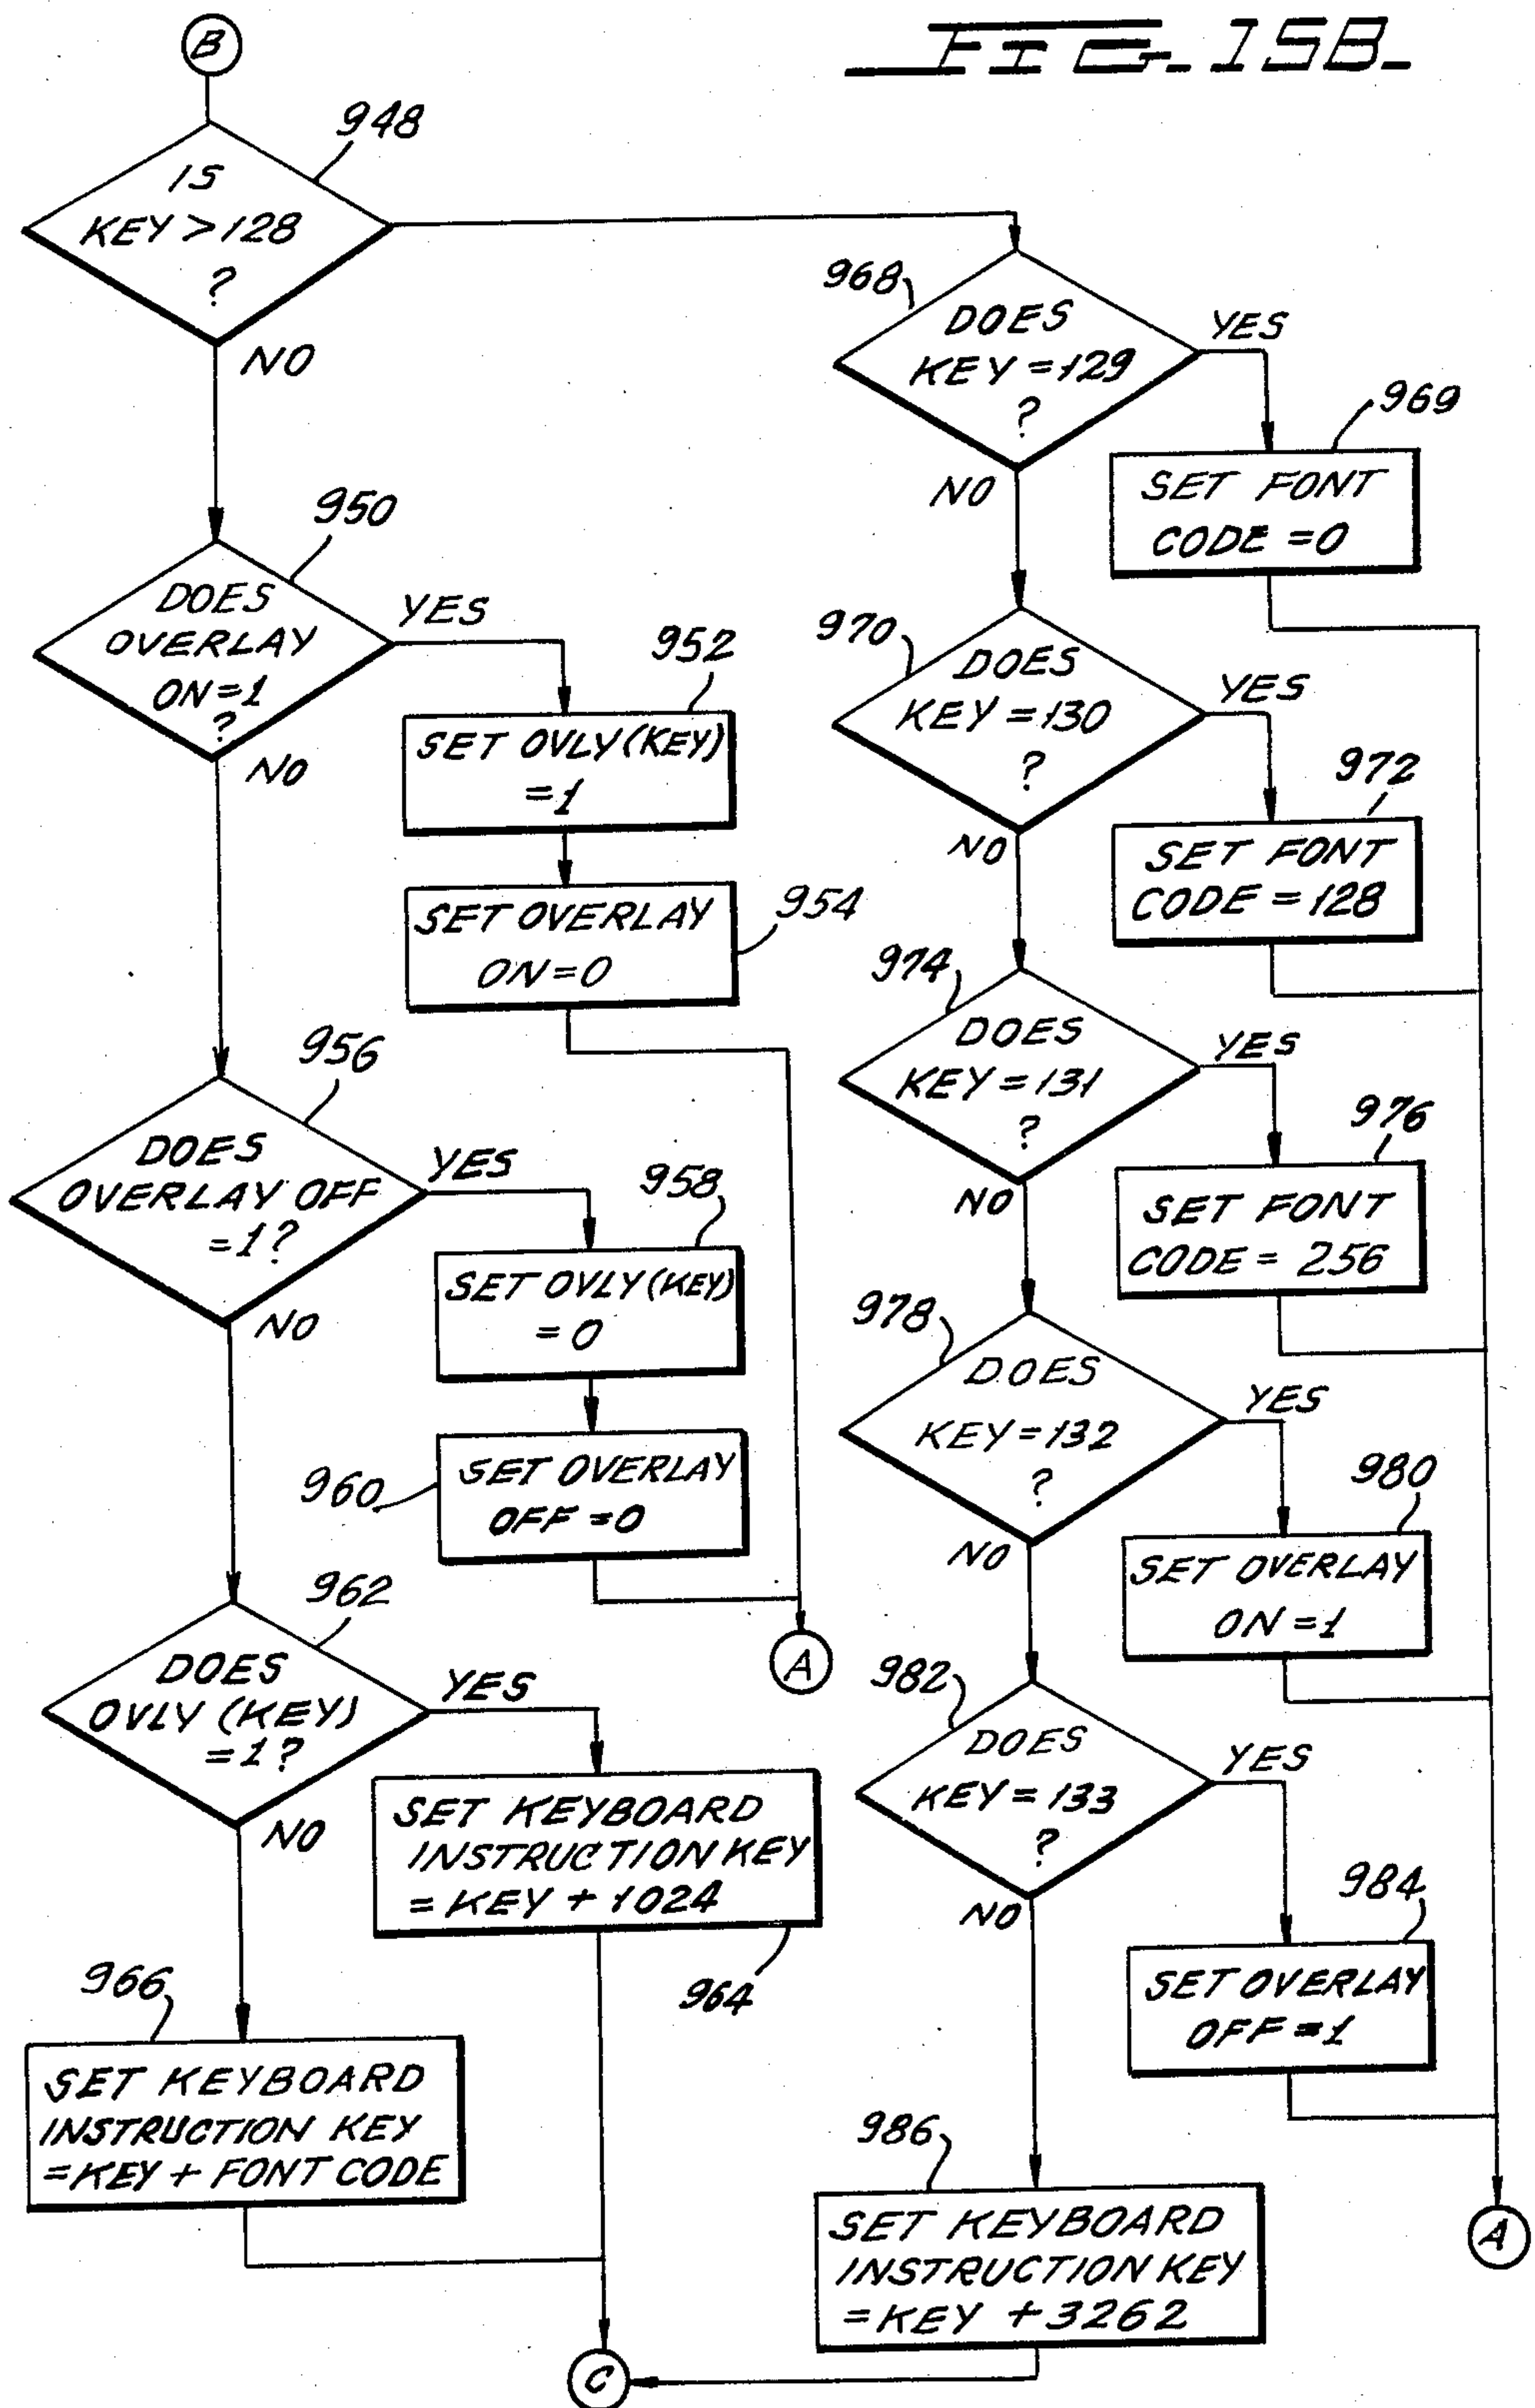 FIG. 15B.
B
948
IS
KEY > 128
?
NO
950
DOES
OVERLAY
ON = 1
?
YES
NO
952
SET OVLY (KEY)
= 1
954
SET OVERLAY
ON = 0
956
DOES
OVERLAY OFF
= 1 ?
YES
NO
958
SET OVLY (KEY)
= 0
960
SET OVERLAY
OFF = 0
A
962
DOES
OVLY (KEY)
= 1 ?
YES
NO
SET KEYBOARD
INSTRUCTION KEY
= KEY + 1024
964
966
SET KEYBOARD
INSTRUCTION KEY
= KEY + FONT CODE
C
968
DOES
KEY = 129
?
YES
NO
969
SET FONT
CODE = 0
970
DOES
KEY = 130
?
YES
NO
972
SET FONT
CODE = 128
974
DOES
KEY = 131
?
YES
NO
976
SET FONT
CODE = 256
978
DOES
KEY = 132
?
YES
NO
980
SET OVERLAY
ON = 1
982
DOES
KEY = 133
?
YES
NO
984
SET OVERLAY
OFF = 1
A
986
SET KEYBOARD
INSTRUCTION KEY
= KEY + 3262